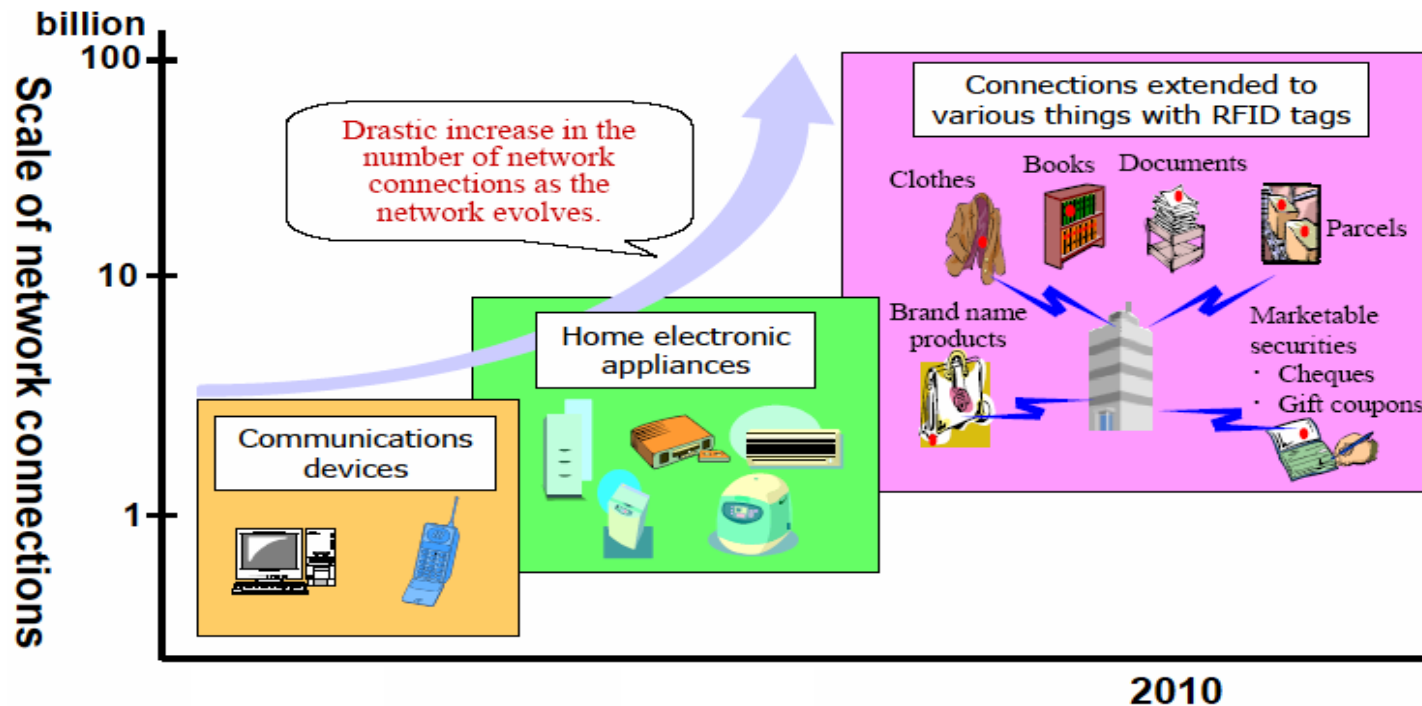 billion
100
10
1
Scale of network connections
Drastic increase in the
number of network
connections as the
network evolves.
Communications
devices
Home electronic
appliances
Connections extended to
various things with RFID tags
Clothes
Books
Documents
Parcels
Brand name
products
Marketable
securities
・ Cheques
・ Gift coupons
2010